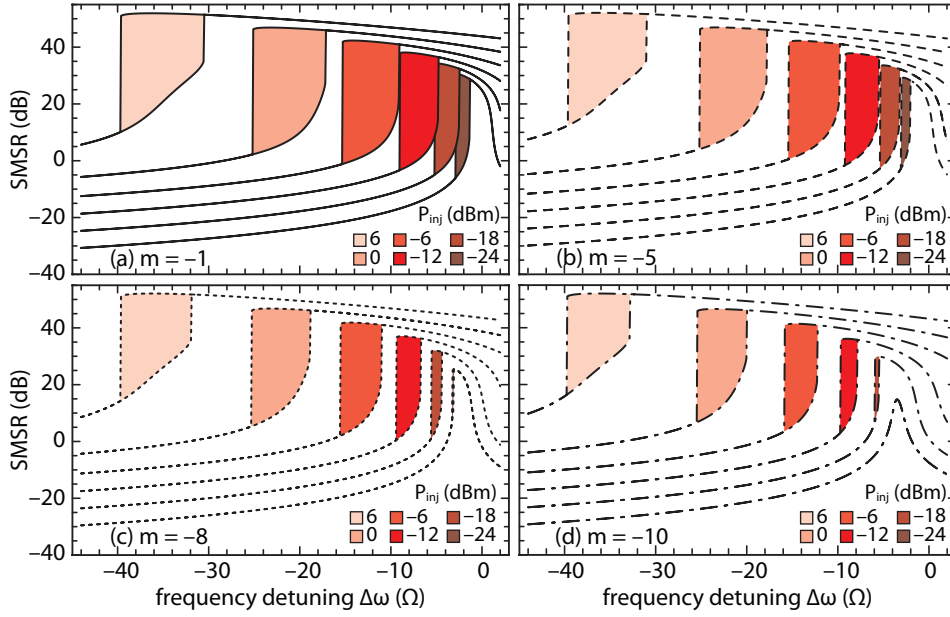 40
20
0
−20
−40
SMSR (dB)
P_inj (dBm)
6 −6 −18
0 −12 −24
(a) m = −1
P_inj (dBm)
6 −6 −18
0 −12 −24
(b) m = −5
40
20
0
−20
−40
SMSR (dB)
P_inj (dBm)
6 −6 −18
0 −12 −24
(c) m = −8
P_inj (dBm)
6 −6 −18
0 −12 −24
(d) m = −10
−40 −30 −20 −10 0
−40 −30 −20 −10 0
frequency detuning Δω (Ω)
frequency detuning Δω (Ω)